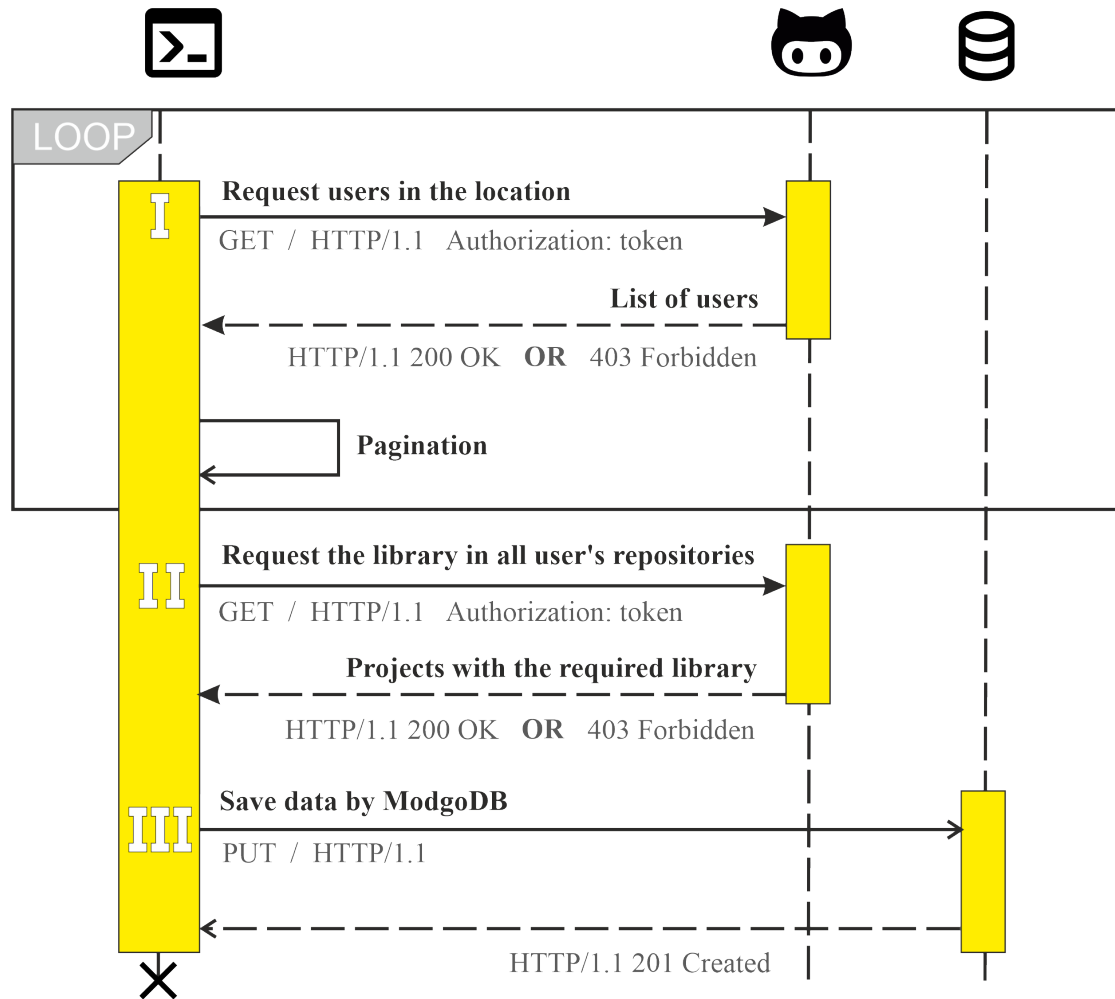 LOOP
I
Request users in the location
GET / HTTP/1.1 Authorization: token
List of users
HTTP/1.1 200 OK OR 403 Forbidden
Pagination
II
Request the library in all user's repositories
GET / HTTP/1.1 Authorization: token
Projects with the required library
HTTP/1.1 200 OK OR 403 Forbidden
III
Save data by ModgoDB
PUT / HTTP/1.1
HTTP/1.1 201 Created